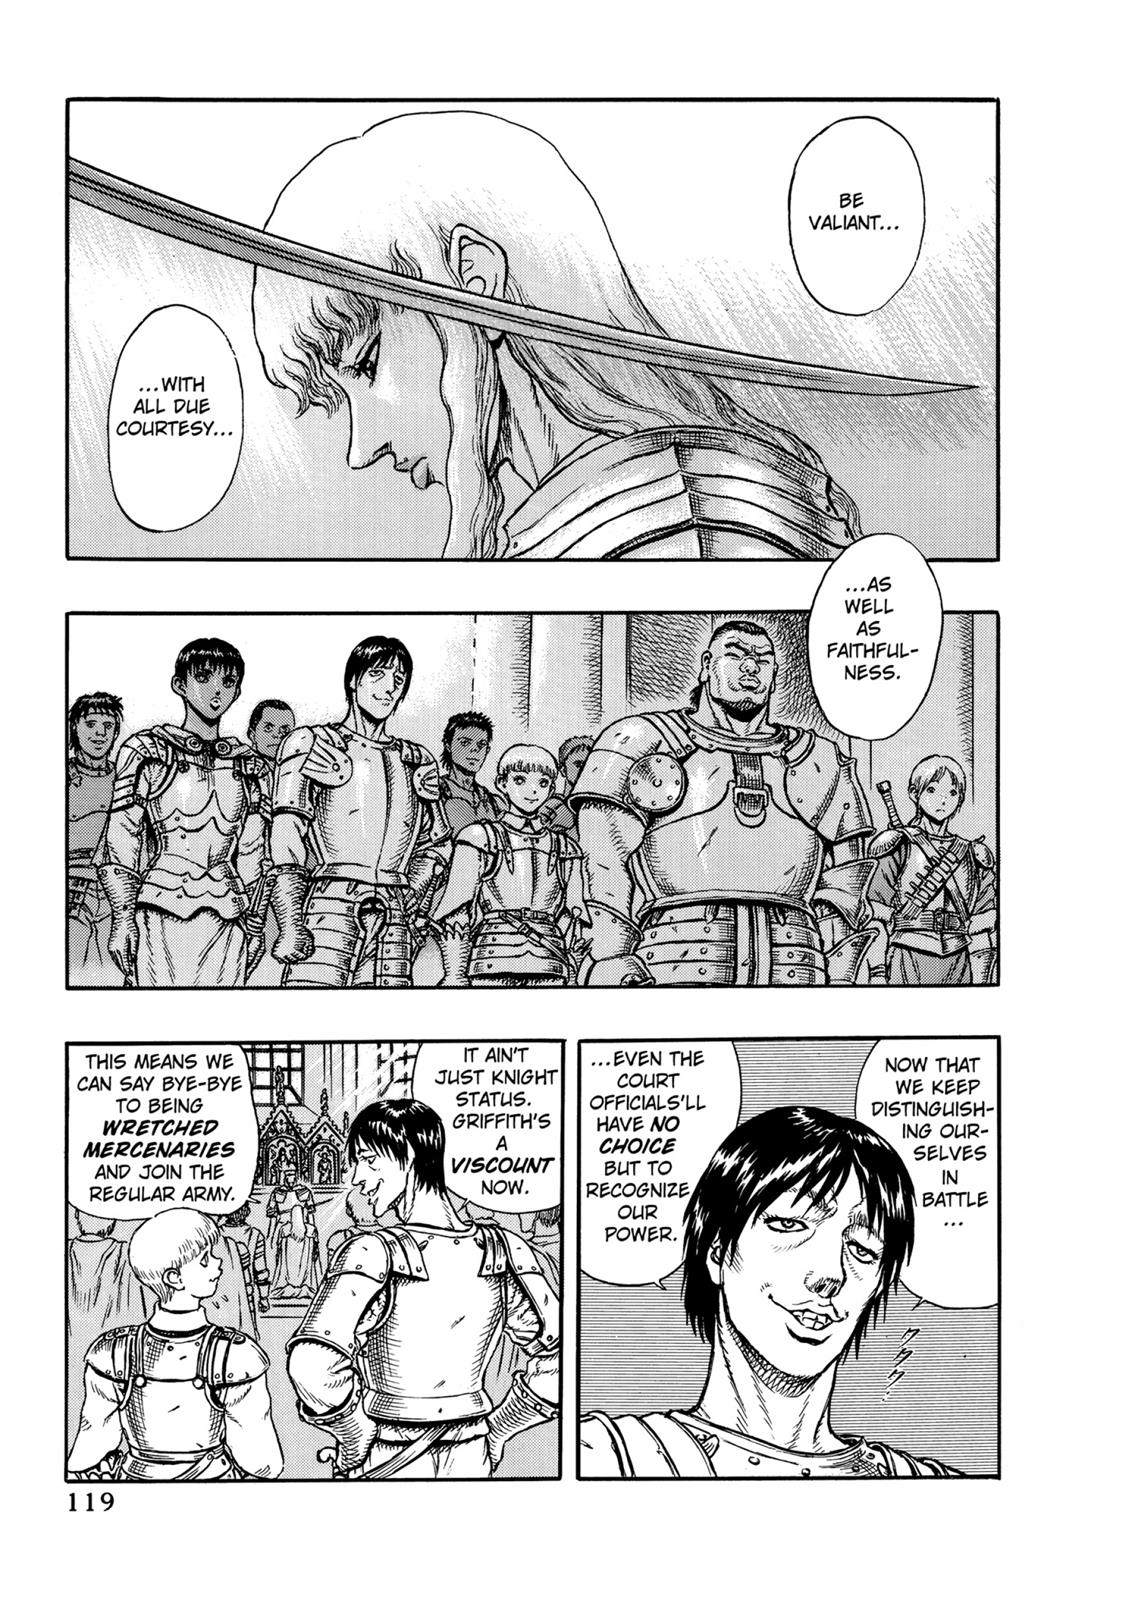 BE
VALIANT...
...WITH
ALL DUE
COURTESY...
...AS
WELL
AS
FAITHFUL-
NESS.
NOW THAT
WE KEEP
DISTINGUISH-
ING OUR-
SELVES IN
BATTLE
...
...EVEN THE
COURT
OFFICIALS'LL
HAVE NO
CHOICE
BUT TO
RECOGNIZE
OUR
POWER.
クククッ
IT AIN'T
JUST KNIGHT
STATUS.
GRIFFITH'S
A
VISCOUNT
NOW.
THIS MEANS WE
CAN SAY BYE-BYE
TO BEING
WRETCHED
MERCENARIES
AND JOIN THE
REGULAR ARMY.
119